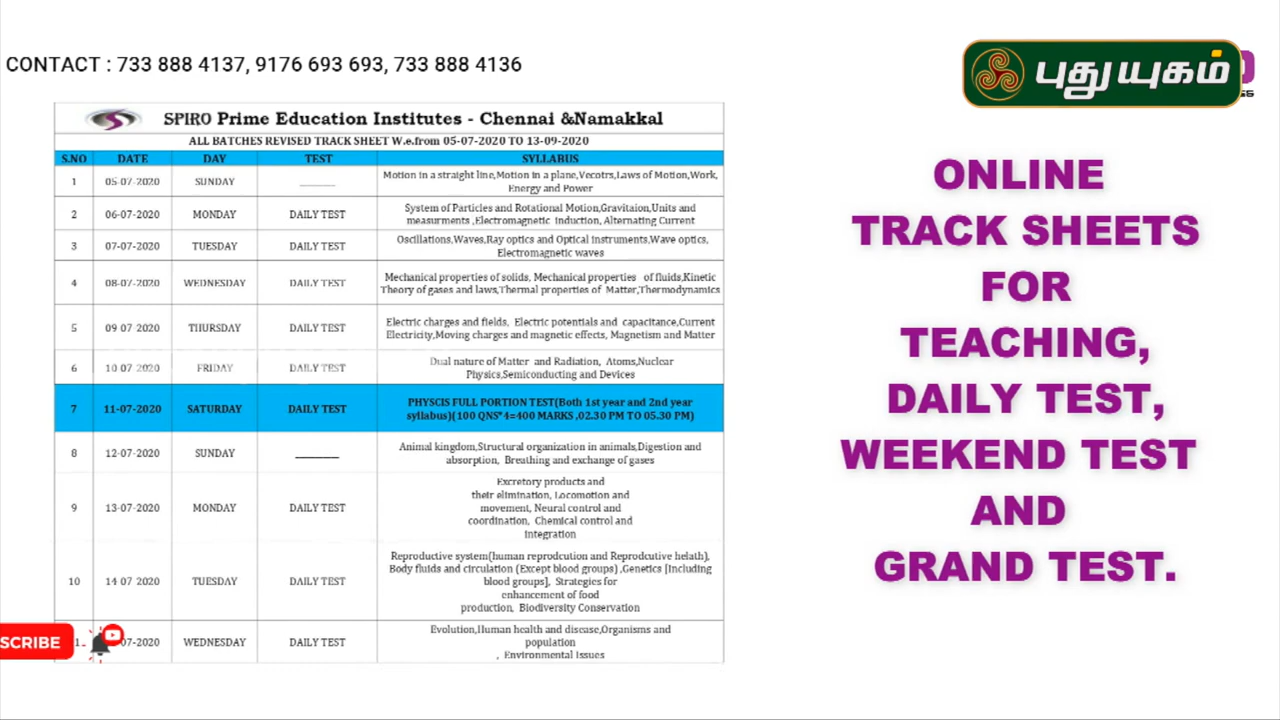 CONTACT : 733 888 4137, 9176 693 693, 733 888 4136
புதுயுகம்
SPIRO Prime Education Institutes - Chennai &Namakkal
ALL BATCHES REVISED TRACK SHEET W.e.from 05-07-2020 TO 13-09-2020
S.NO DATE DAY TEST SYLLABUS
1 05-07-2020 SUNDAY Motion in a straight line,Motion in a plane,Vecotrs,Laws of Motion,Work,
Energy and Power
2 06-07-2020 MONDAY DAILY TEST System of Particles and Rotational Motion,Gravitaion,Units and
measurments ,Electromagnetic induction, Alternating Current
3 07-07-2020 TUESDAY DAILY TEST Oscillations,Waves,Ray optics and Optical instruments,Wave optics,
Electromagnetic waves
4 08-07-2020 WEDNESDAY DAILY TEST Mechanical properties of solids, Mechanical properties of fluids,Kinetic
Theory of gases and laws,Thermal properties of Matter,Thermodynamics
5 09 07-2020 THURSDAY DAILY TEST Electric charges and fields, Electric potentials and capacitance,Current
Electricity,Moving charges and magnetic effects, Magnetism and Matter
6 10 07-2020 FRIDAY DAILY TEST Dual nature of Matter and Radiation, Atoms,Nuclear
Physics,Semiconducting and Devices
7 11-07-2020 SATURDAY DAILY TEST PHYSCIS FULL PORTION TEST(Both 1st year and 2nd year
syllabus)(100 QNS*4=400 MARKS ,02.30 PM TO 05.30 PM)
8 12-07-2020 SUNDAY Animal kingdom,Structural organization in animals,Digestion and
absorption, Breathing and exchange of gases
9 13-07-2020 MONDAY DAILY TEST Excretory products and
their elimination, Locomotion and
movement, Neural control and
coordination, Chemical control and
integration
10 14 07-2020 TUESDAY DAILY TEST Reproductive system(human reprodcution and Reprodcutive helath),
Body fluids and circulation (Except blood groups) ,Genetics [including
blood groups], Strategies for
enhancement of food
production, Biodiversity Conservation
07-2020 WEDNESDAY DAILY TEST Evolution,Human health and disease,Organisms and
population
, Environmental Issues
SCRIBE
ONLINE
TRACK SHEETS
FOR
TEACHING,
DAILY TEST,
WEEKEND TEST
AND
GRAND TEST.